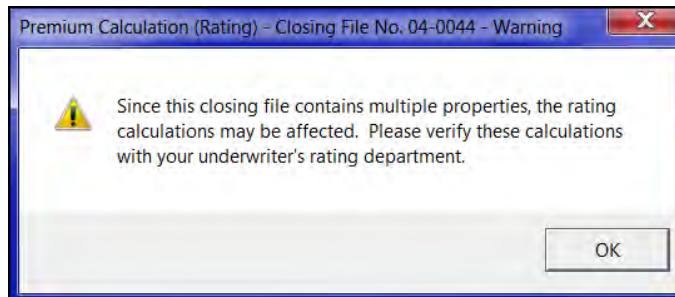 Premium Calculation (Rating) - Closing File No. 04-0044 - Warning
Since this closing file contains multiple properties, the rating
calculations may be affected.  Please verify these calculations
with your underwriter's rating department.
OK